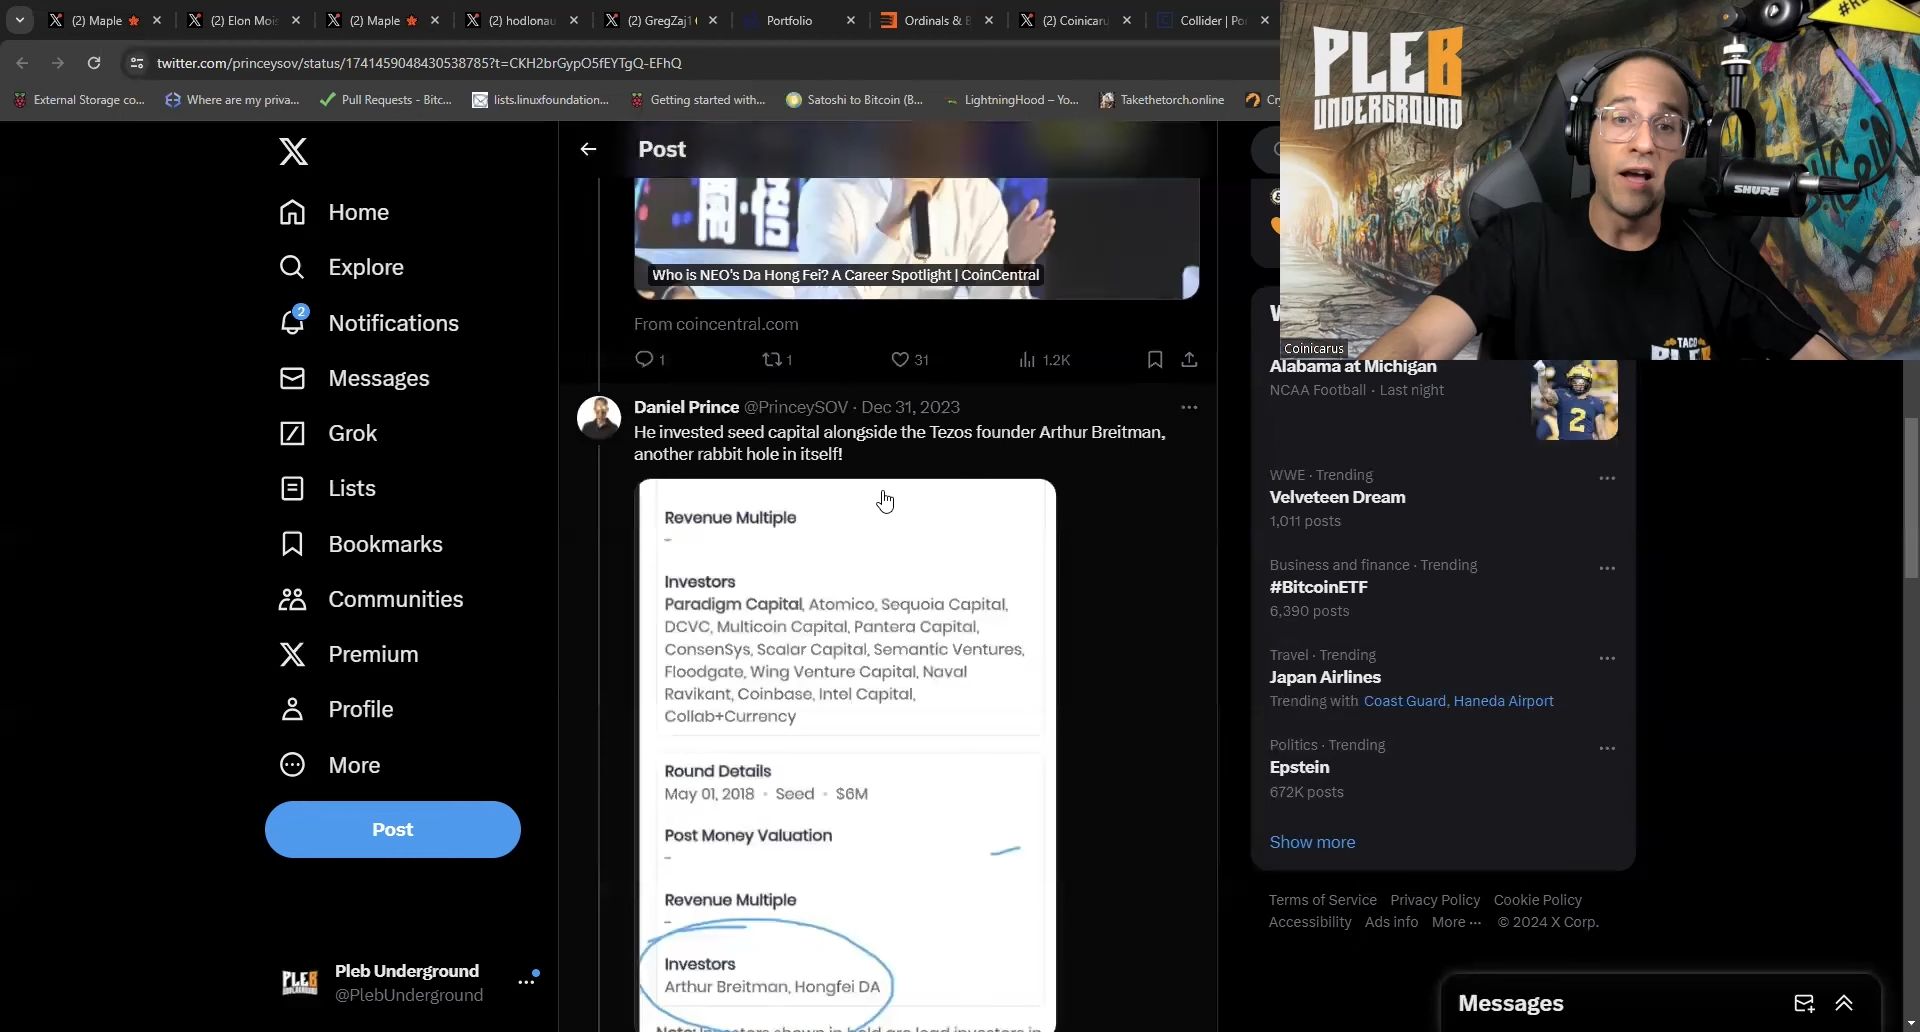 (2) Maple
(2) Elon Mo
(2) Maple
(2) hodlonau
(2) GregZaj1
Portfolio
Ordinals &
(2) Coinicaru
Collider | Po
twitter.com/princeysov/status/1741459048430538785?t=CKH2brGypO5fEYTgQ-EFhQ
External Storage co...
Where are my priva...
Pull Requests - Bitc...
lists.linuxfoundation...
Getting started with...
Satoshi to Bitcoin (B...
LightningHood – Yo...
Takethetorch.online
PLEB
UNDERGROUND
SHURE
TACO
PLEB
Coinicarus
Home
Explore
2
Notifications
Messages
Grok
Lists
Bookmarks
Communities
Premium
Profile
More
Post
PLEB
Pleb Underground
@PlebUnderground
Post
Who is NEO's Da Hong Fei? A Career Spotlight | CoinCentral
From coincentral.com
1
1
31
1.2K
Daniel Prince @PrinceySOV · Dec 31, 2023
He invested seed capital alongside the Tezos founder Arthur Breitman,
another rabbit hole in itself!
Revenue Multiple
–
Investors
Paradigm Capital, Atomico, Sequoia Capital,
DCVC, Multicoin Capital, Pantera Capital,
ConsenSys, Scalar Capital, Semantic Ventures,
Floodgate, Wing Venture Capital, Naval
Ravikant, Coinbase, Intel Capital,
Collab+Currency
Round Details
May 01, 2018 • Seed • $6M
Post Money Valuation
–
Revenue Multiple
–
Investors
Arthur Breitman, Hongfei DA
Alabama at Michigan
NCAA Football · Last night
2
WWE · Trending
Velveteen Dream
1,011 posts
Business and finance · Trending
#BitcoinETF
6,390 posts
Travel · Trending
Japan Airlines
Trending with Coast Guard, Haneda Airport
Politics · Trending
Epstein
672K posts
Show more
Terms of Service Privacy Policy Cookie Policy
Accessibility Ads info More ··· © 2024 X Corp.
Messages